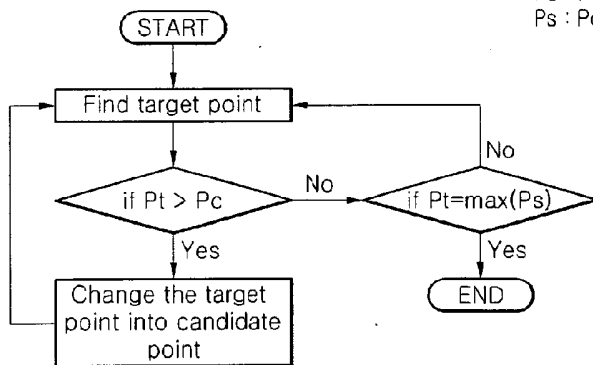 START
Ps : P
Find target point
if Pt > Pc
No
No
if Pt=max(Ps)
Yes
Yes
Change the target
point into candidate
point
END